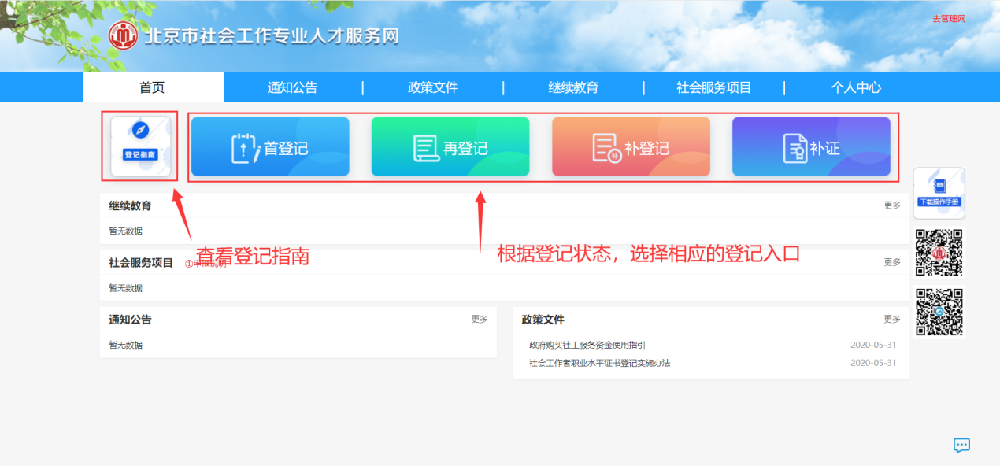 去管理网
北京市社会工作专业人才服务网
首页 通知公告 政策文件 继续教育 社会服务项目 个人中心
登记指南 首登记 再登记 补登记 补 补证
继续教育 更多
暂无数据
下载操作手册
查看登记指南
根据登记状态，选择相应的登记入口
社会服务项目 ①申报说明 更多
暂无数据
通知公告 更多
暂无数据
政策文件 更多
政府购买社工服务资金使用指引 2020-05-31
社会工作者职业水平证书登记实施办法 2020-05-31